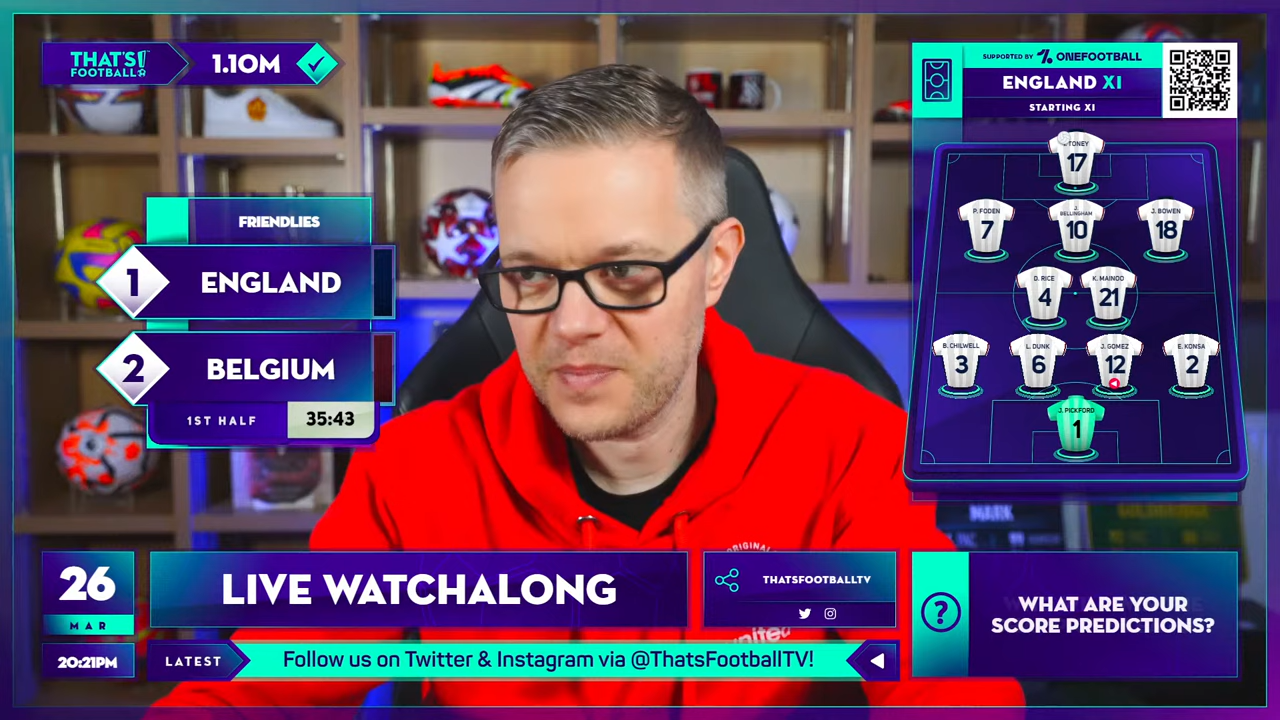 THAT'S
FOOTBALL
1.10M
SUPPORTED BY ONEFOOTBALL
ENGLAND XI
STARTING XI
TONEY
17
P. FODEN
7
J. BELLINGHAM
10
J. BOWEN
18
D. RICE
4
K. MAINOO
21
B. CHILWELL
3
L. DUNK
6
J. GOMEZ
12
E. KONSA
2
J. PICKFORD
1
FRIENDLIES
1 ENGLAND
2 BELGIUM
1ST HALF 35:43
MARK
ORIGINAL
united
26
MAR
20:21PM
LIVE WATCHALONG
THATSFOOTBALLTV
LATEST
Follow us on Twitter & Instagram via @ThatsFootballTV!
?
WHAT ARE YOUR
SCORE PREDICTIONS?